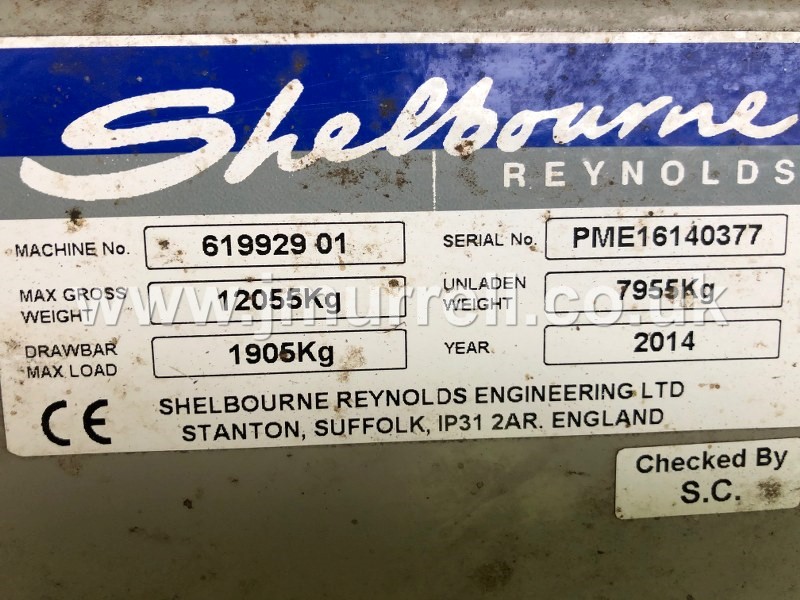 Shelbourne
REYNOLDS
MACHINE No. 619929 01 SERIAL No. PME16140377
MAX GROSS WEIGHT 12055Kg UNLADEN WEIGHT 7955Kg
DRAWBAR MAX LOAD 1905Kg YEAR 2014
CE SHELBOURNE REYNOLDS ENGINEERING LTD
STANTON, SUFFOLK, IP31 2AR. ENGLAND
Checked By
S.C.
www.jmurrell.co.uk